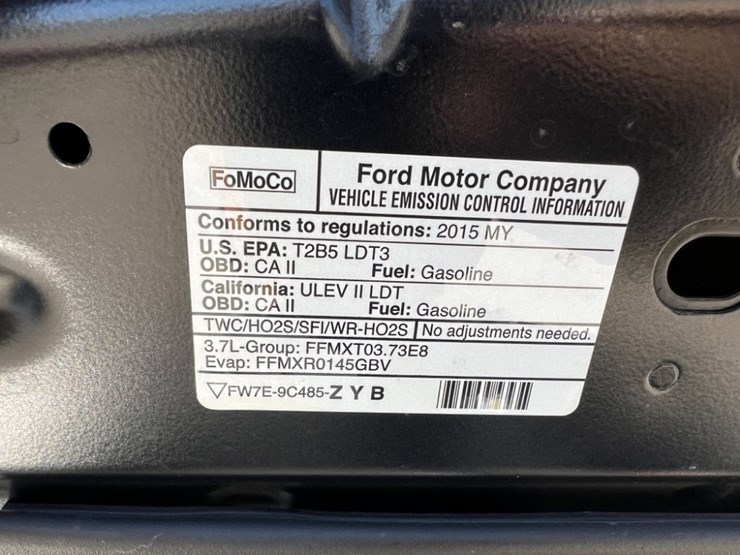 FoMoCo
Ford Motor Company
VEHICLE EMISSION CONTROL INFORMATION
Conforms to regulations: 2015 MY
U.S. EPA: T2B5 LDT3
OBD: CA II Fuel: Gasoline
California: ULEV II LDT
OBD: CA II Fuel: Gasoline
TWC/HO2S/SFI/WR-HO2S No adjustments needed.
3.7L-Group: FFMXT03.73E8
Evap: FFMXR0145GBV
FW7E-9C485-Z Y B